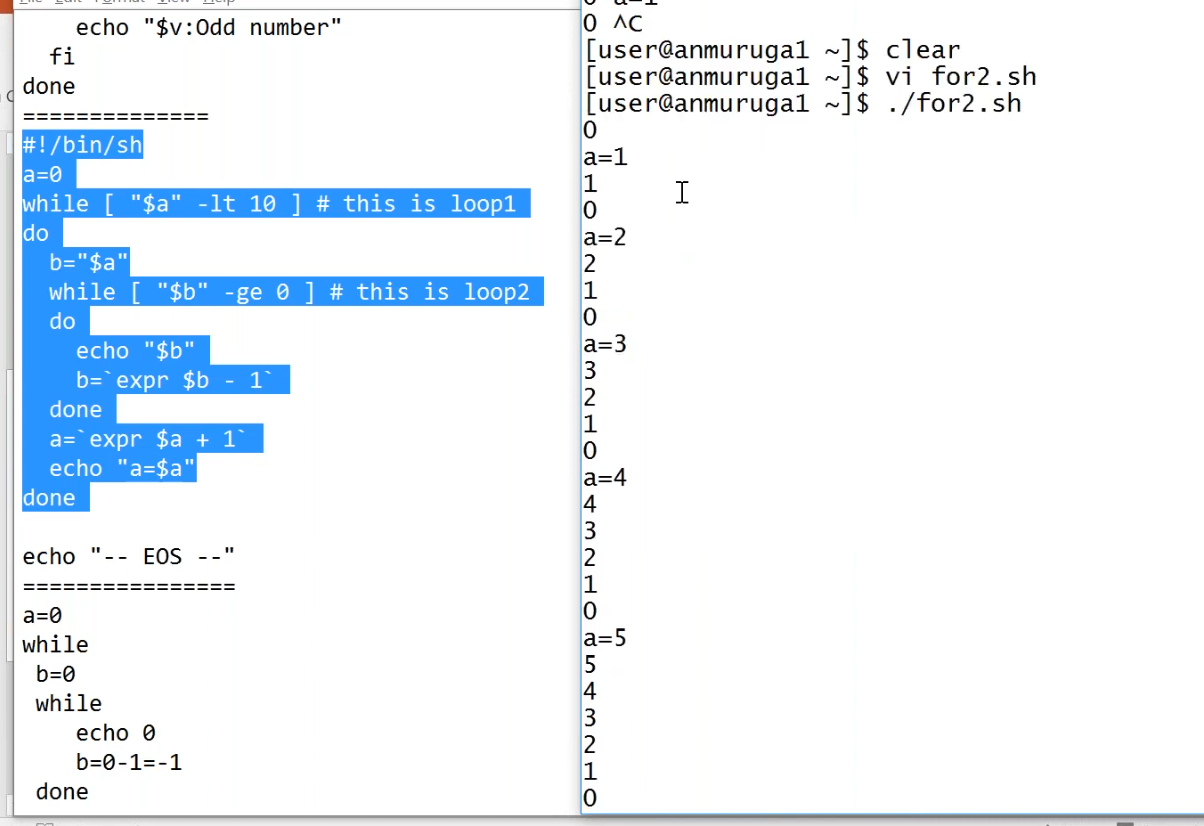 File Edit Format View Help
echo "$v:Odd number"
fi
done
==============
#!/bin/sh
a=0
while [ "$a" -lt 10 ] # this is loop1
do
b="$a"
while [ "$b" -ge 0 ] # this is loop2
do
echo "$b"
b=`expr $b - 1`
done
a=`expr $a + 1`
echo "a=$a"
done
echo "-- EOS --"
================
a=0
while
b=0
while
echo 0
b=0-1=-1
done
0 a=1
0 ^C
[user@anmuruga1 ~]$ clear
[user@anmuruga1 ~]$ vi for2.sh
[user@anmuruga1 ~]$ ./for2.sh
0
a=1
1
0
a=2
2
1
0
a=3
3
2
1
0
a=4
4
3
2
1
0
a=5
5
4
3
2
1
0